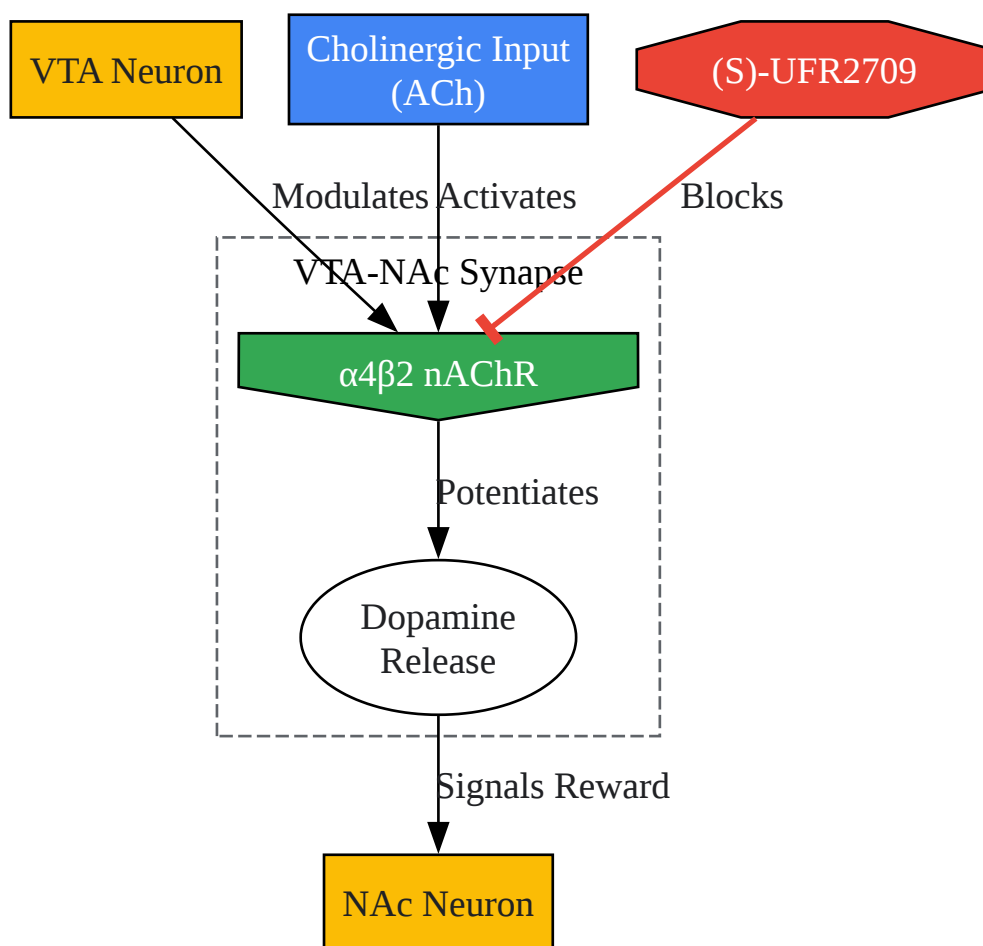 VTA Neuron
Cholinergic Input
(ACh)
(S)-UFR2709
Modulates
Activates
Blocks
VTA-NAc Synapse
α4β2 nAChR
Potentiates
Dopamine
Release
Signals Reward
NAc Neuron